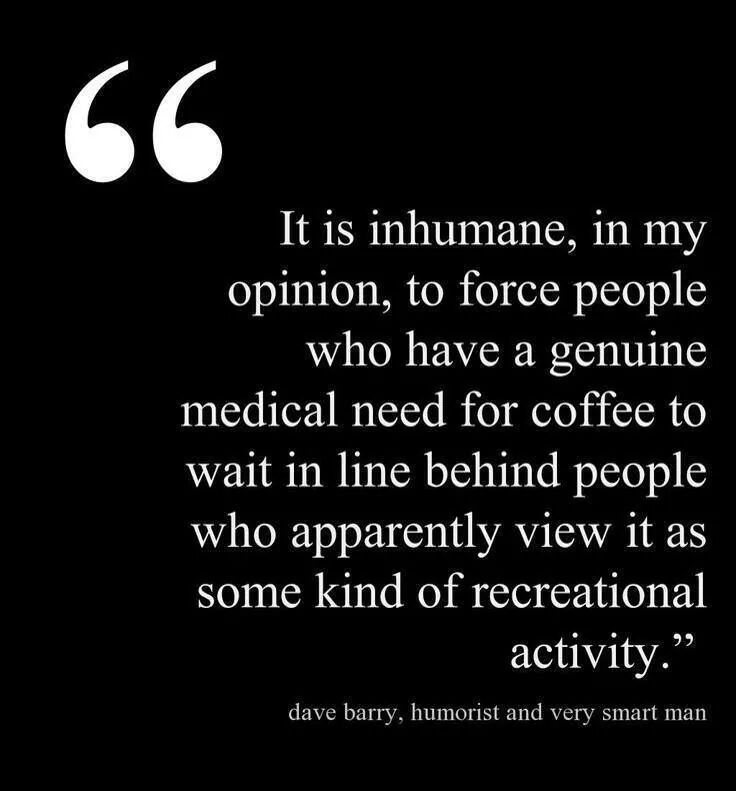 “
It is inhumane, in my
opinion, to force people
who have a genuine
medical need for coffee to
wait in line behind people
who apparently view it as
some kind of recreational
activity.”
dave barry, humorist and very smart man